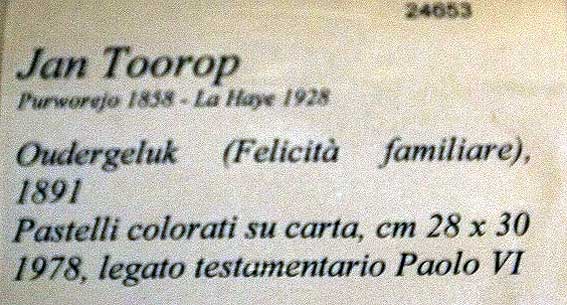 24653
Jan Toorop
Purworejo 1858 - La Haye 1928
Oudergeluk (Felicità familiare),
1891
Pastelli colorati su carta, cm 28 x 30
1978, legato testamentario Paolo VI